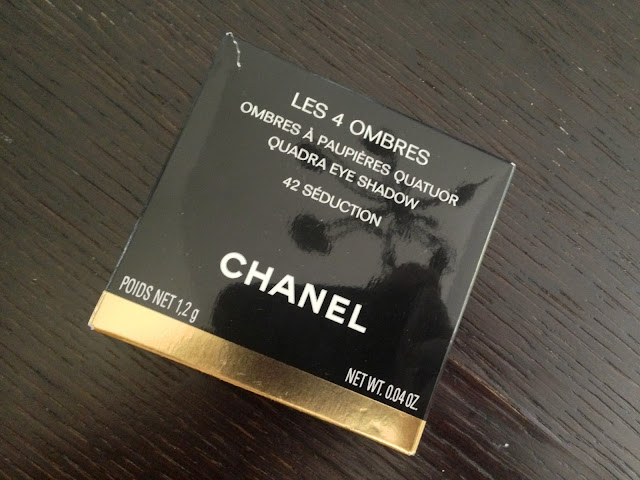 LES 4 OMBRES
OMBRES À PAUPIÈRES QUATUOR
QUADRA EYE SHADOW
42 SÉDUCTION
CHANEL
POIDS NET 1,2 g
NET WT. 0.04 OZ.